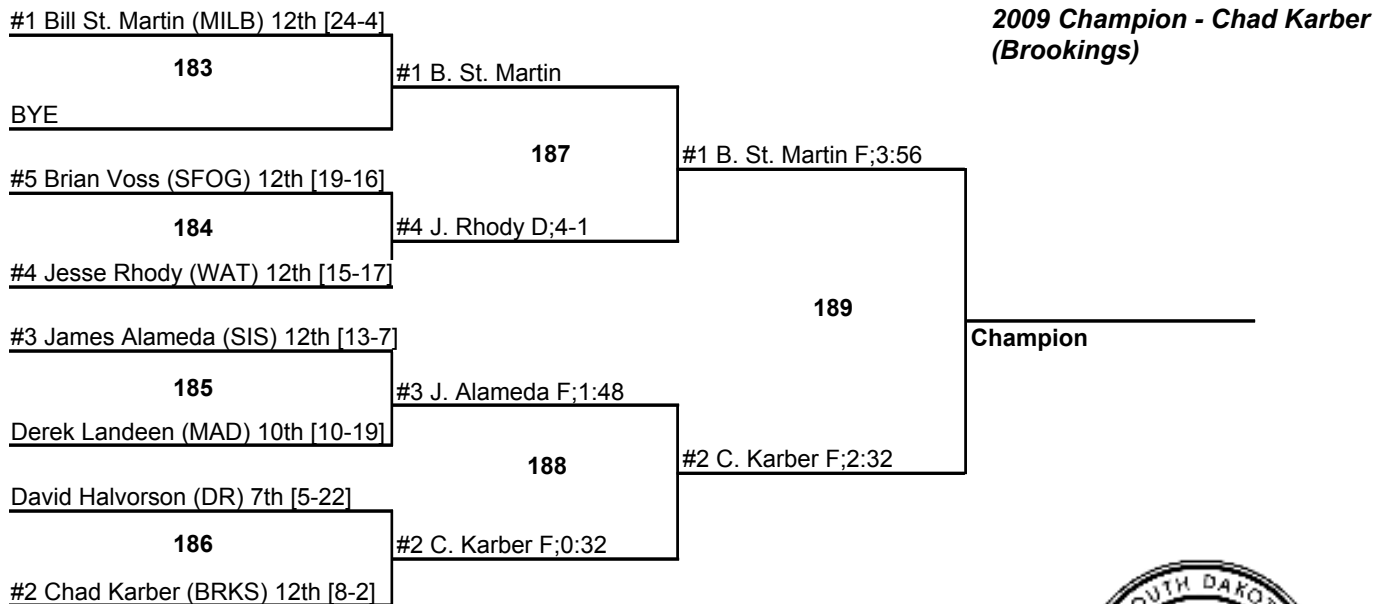 #1 Bill St. Martin (MILB) 12th [24-4]
2009 Champion - Chad Karber
(Brookings)
183
#1 B. St. Martin
BYE
187
#1 B. St. Martin F;3:56
#5 Brian Voss (SFOG) 12th [19-16]
184
#4 J. Rhody D;4-1
#4 Jesse Rhody (WAT) 12th [15-17]
189
#3 James Alameda (SIS) 12th [13-7]
Champion
185
#3 J. Alameda F;1:48
Derek Landeen (MAD) 10th [10-19]
188
#2 C. Karber F;2:32
David Halvorson (DR) 7th [5-22]
186
#2 C. Karber F;0:32
#2 Chad Karber (BRKS) 12th [8-2]